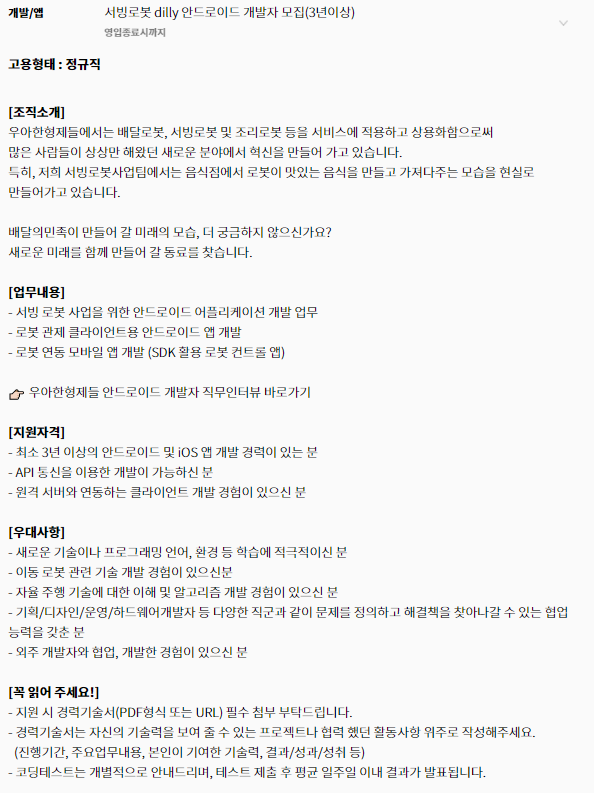 개발/앱
서빙로봇 dilly 안드로이드 개발자 모집(3년이상)
영입종료시까지
고용형태 : 정규직
[조직소개]
우아한형제들에서는 배달로봇, 서빙로봇 및 조리로봇 등을 서비스에 적용하고 상용화함으로써
많은 사람들이 상상만 해왔던 새로운 분야에서 혁신을 만들어 가고 있습니다.
특히, 저희 서빙로봇사업팀에서는 음식점에서 로봇이 맛있는 음식을 만들고 가져다주는 모습을 현실로
만들어가고 있습니다.
배달의민족이 만들어 갈 미래의 모습, 더 궁금하지 않으신가요?
새로운 미래를 함께 만들어 갈 동료를 찾습니다.
[업무내용]
- 서빙 로봇 사업을 위한 안드로이드 어플리케이션 개발 업무
- 로봇 관제 클라이언트용 안드로이드 앱 개발
- 로봇 연동 모바일 앱 개발 (SDK 활용 로봇 컨트롤 앱)
👉 우아한형제들 안드로이드 개발자 직무인터뷰 바로가기
[지원자격]
- 최소 3년 이상의 안드로이드 및 iOS 앱 개발 경력이 있는 분
- API 통신을 이용한 개발이 가능하신 분
- 원격 서버와 연동하는 클라이언트 개발 경험이 있으신 분
[우대사항]
- 새로운 기술이나 프로그래밍 언어, 환경 등 학습에 적극적이신 분
- 이동 로봇 관련 기술 개발 경험이 있으신분
- 자율 주행 기술에 대한 이해 및 알고리즘 개발 경험이 있으신 분
- 기획/디자인/운영/하드웨어개발자 등 다양한 직군과 같이 문제를 정의하고 해결책을 찾아나갈 수 있는 협업
능력을 갖춘 분
- 외주 개발자와 협업, 개발한 경험이 있으신 분
[꼭 읽어 주세요!]
- 지원 시 경력기술서(PDF형식 또는 URL) 필수 첨부 부탁드립니다.
- 경력기술서는 자신의 기술력을 보여 줄 수 있는 프로젝트나 협력 했던 활동사항 위주로 작성해주세요.
(진행기간, 주요업무내용, 본인이 기여한 기술력, 결과/성과/성취 등)
- 코딩테스트는 개별적으로 안내드리며, 테스트 제출 후 평균 일주일 이내 결과가 발표됩니다.